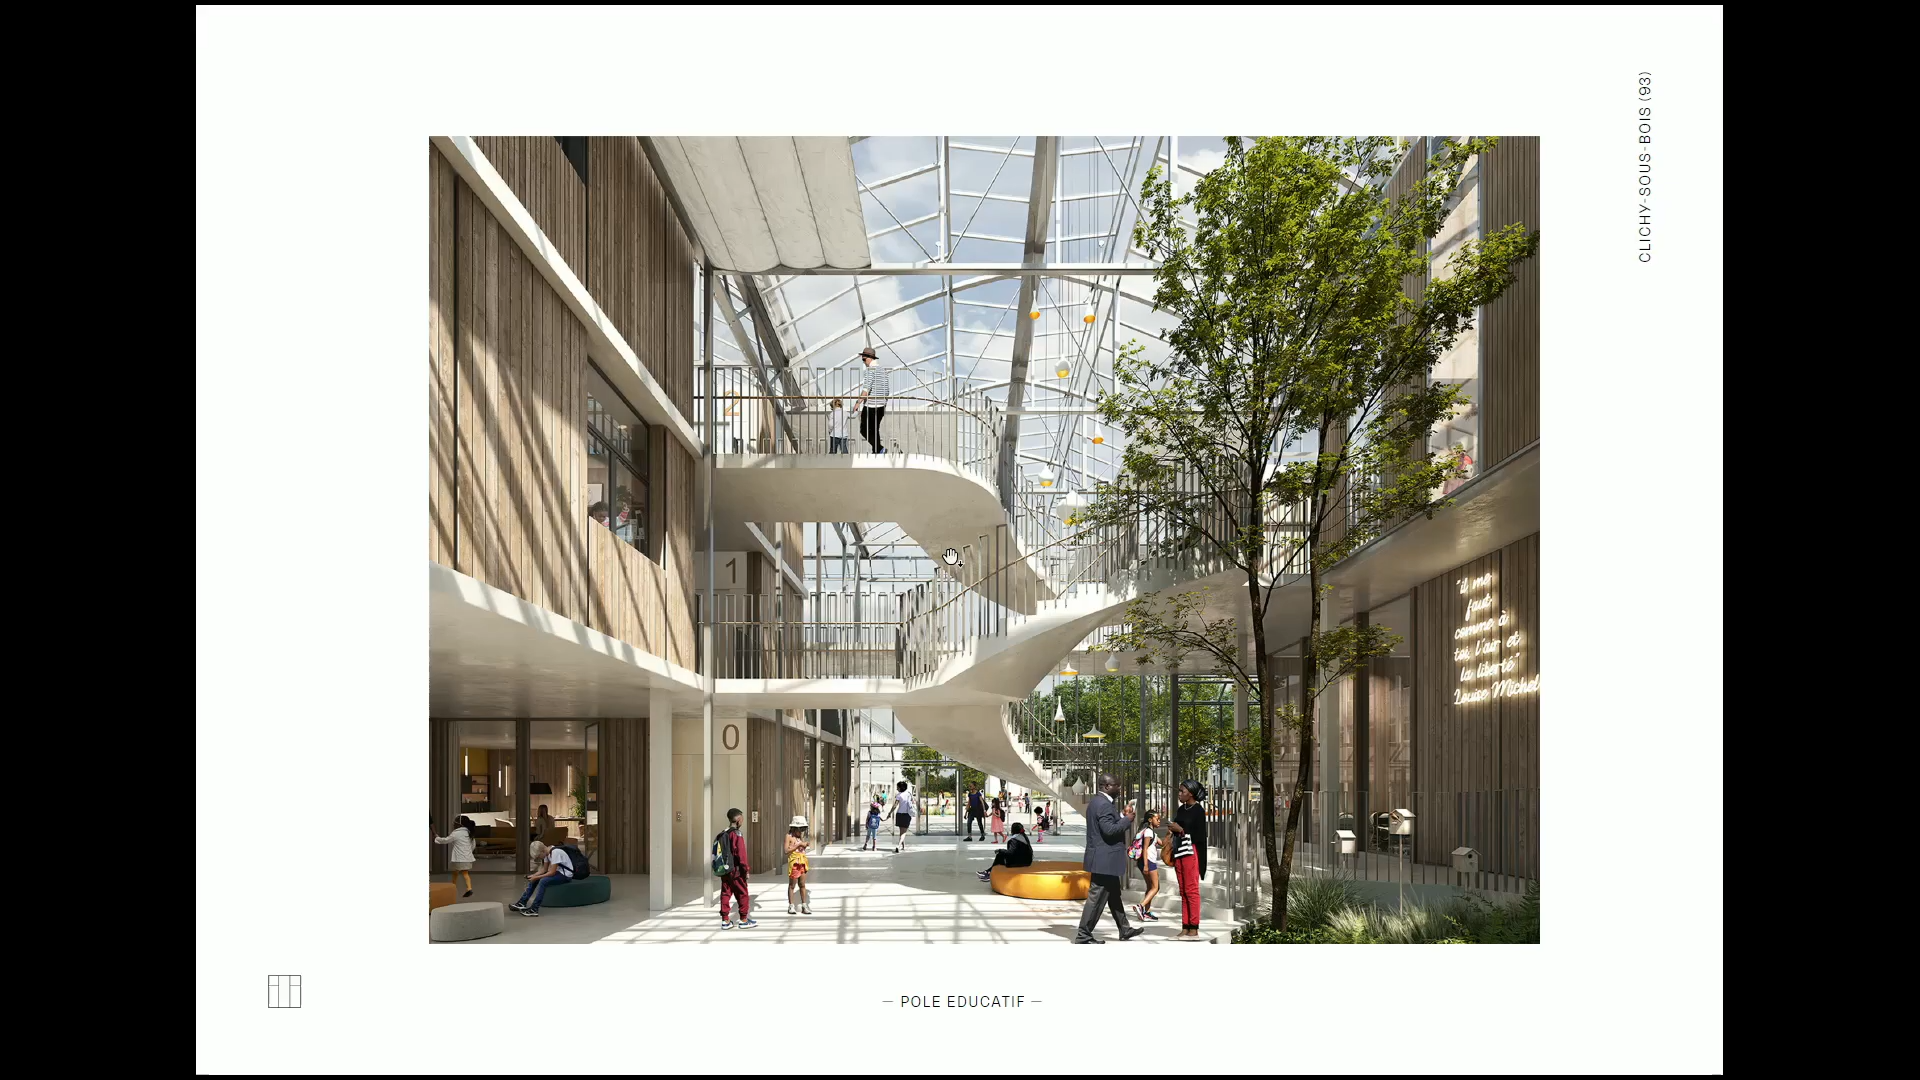 CLICHY-SOUS-BOIS (93)
2
1
0
"il me
faut
comme à
toi, l'air et
la liberté"
Louise Michel
— POLE EDUCATIF —